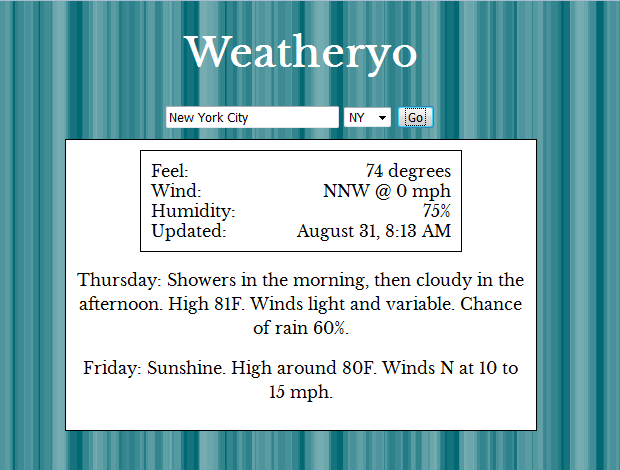 Weatheryo
New York City NY Go
Feel: 74 degrees
Wind: NNW @ 0 mph
Humidity: 75%
Updated: August 31, 8:13 AM
Thursday: Showers in the morning, then cloudy in the
afternoon. High 81F. Winds light and variable. Chance
of rain 60%.
Friday: Sunshine. High around 80F. Winds N at 10 to
15 mph.